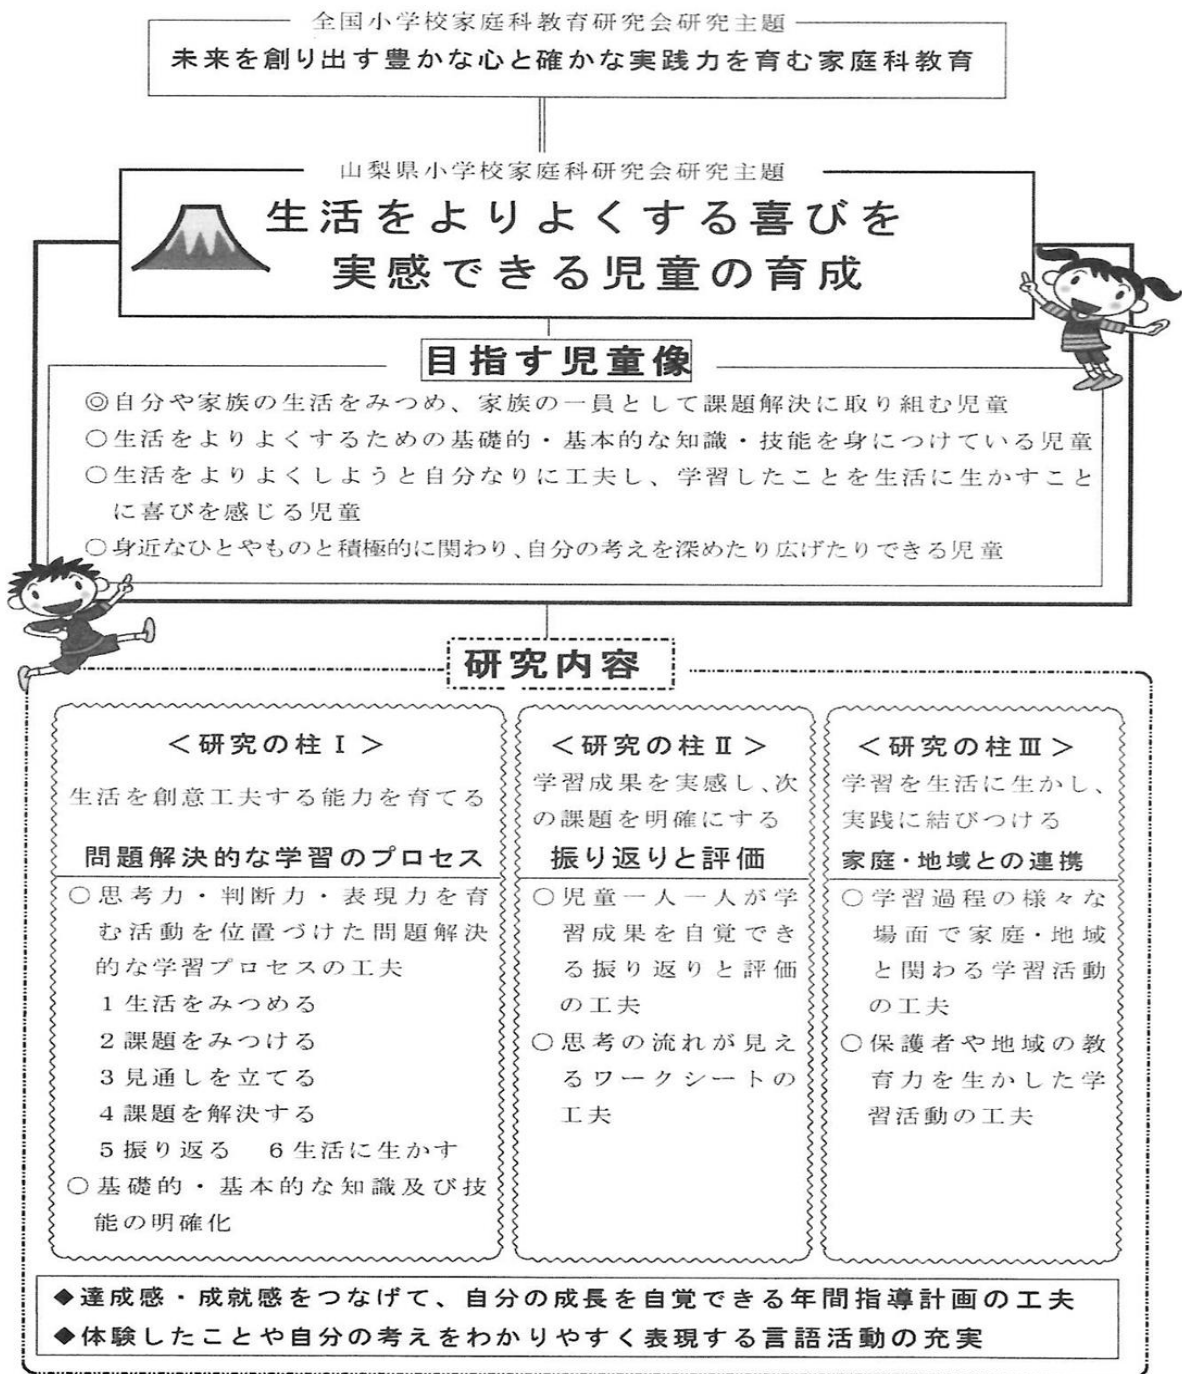 全国小学校家庭科教育研究会研究主題
未来を創り出す豊かな心と確かな実践力を育む家庭科教育
山梨県小学校家庭科研究会研究主題
生活をよりよくする喜びを
実感できる児童の育成
目指す児童像
◎自分や家族の生活をみつめ、家族の一員として課題解決に取り組む児童
○生活をよりよくするための基礎的・基本的な知識・技能を身につけている児童
○生活をよりよくしようと自分なりに工夫し、学習したことを生活に生かすこと
に喜びを感じる児童
○身近なひとやものと積極的に関わり、自分の考えを深めたり広げたりできる児童
研究内容
＜研究の柱Ⅰ＞
生活を創意工夫する能力を育てる
問題解決的な学習のプロセス
○思考力・判断力・表現力を育
む活動を位置づけた問題解決
的な学習プロセスの工夫
1 生活をみつめる
2 課題をみつける
3 見通しを立てる
4 課題を解決する
5 振り返る　6 生活に生かす
○基礎的・基本的な知識及び技
能の明確化
＜研究の柱Ⅱ＞
学習成果を実感し、次
の課題を明確にする
振り返りと評価
○児童一人一人が学
習成果を自覚でき
る振り返りと評価
の工夫
○思考の流れが見え
るワークシートの
工夫
＜研究の柱Ⅲ＞
学習を生活に生かし、
実践に結びつける
家庭・地域との連携
○学習過程の様々な
場面で家庭・地域
と関わる学習活動
の工夫
○保護者や地域の教
育力を生かした学
習活動の工夫
◆達成感・成就感をつなげて、自分の成長を自覚できる年間指導計画の工夫
◆体験したことや自分の考えをわかりやすく表現する言語活動の充実